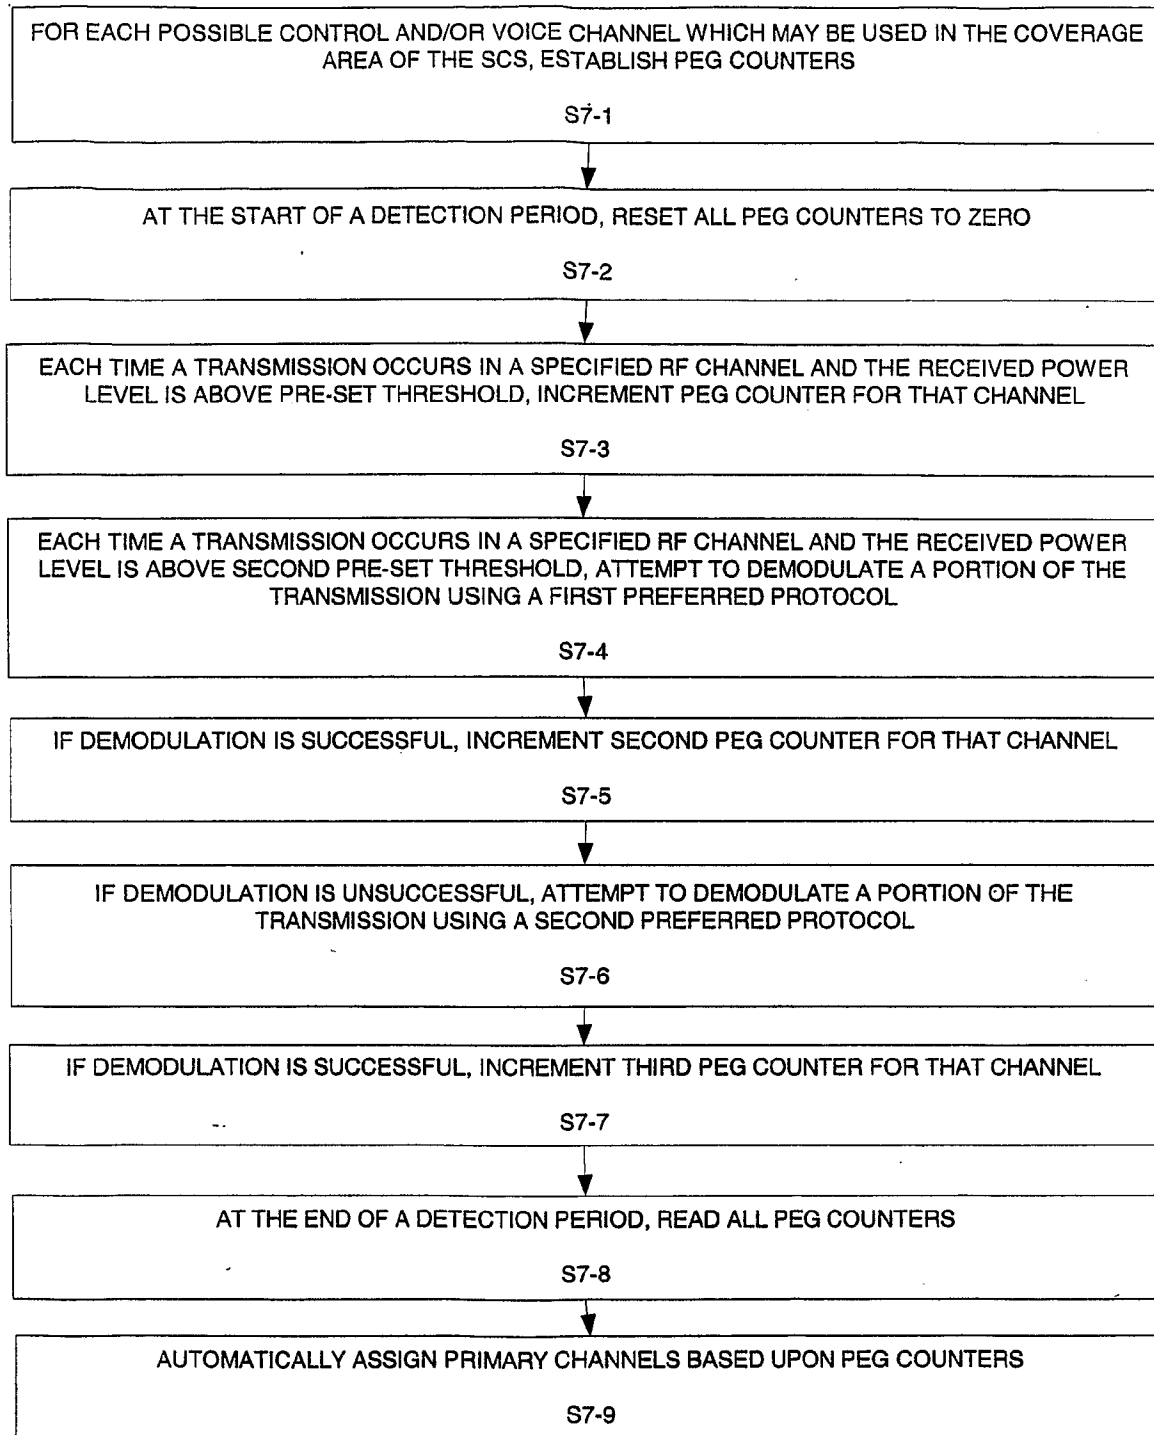 FOR EACH POSSIBLE CONTROL AND/OR VOICE CHANNEL WHICH MAY BE USED IN THE COVERAGE
AREA OF THE SCS, ESTABLISH PEG COUNTERS
S7-1
AT THE START OF A DETECTION PERIOD, RESET ALL PEG COUNTERS TO ZERO
S7-2
EACH TIME A TRANSMISSION OCCURS IN A SPECIFIED RF CHANNEL AND THE RECEIVED POWER
LEVEL IS ABOVE PRE-SET THRESHOLD, INCREMENT PEG COUNTER FOR THAT CHANNEL
S7-3
EACH TIME A TRANSMISSION OCCURS IN A SPECIFIED RF CHANNEL AND THE RECEIVED POWER
LEVEL IS ABOVE SECOND PRE-SET THRESHOLD, ATTEMPT TO DEMODULATE A PORTION OF THE
TRANSMISSION USING A FIRST PREFERRED PROTOCOL
S7-4
IF DEMODULATION IS SUCCESSFUL, INCREMENT SECOND PEG COUNTER FOR THAT CHANNEL
S7-5
IF DEMODULATION IS UNSUCCESSFUL, ATTEMPT TO DEMODULATE A PORTION OF THE
TRANSMISSION USING A SECOND PREFERRED PROTOCOL
S7-6
IF DEMODULATION IS SUCCESSFUL, INCREMENT THIRD PEG COUNTER FOR THAT CHANNEL
S7-7
AT THE END OF A DETECTION PERIOD, READ ALL PEG COUNTERS
S7-8
AUTOMATICALLY ASSIGN PRIMARY CHANNELS BASED UPON PEG COUNTERS
S7-9